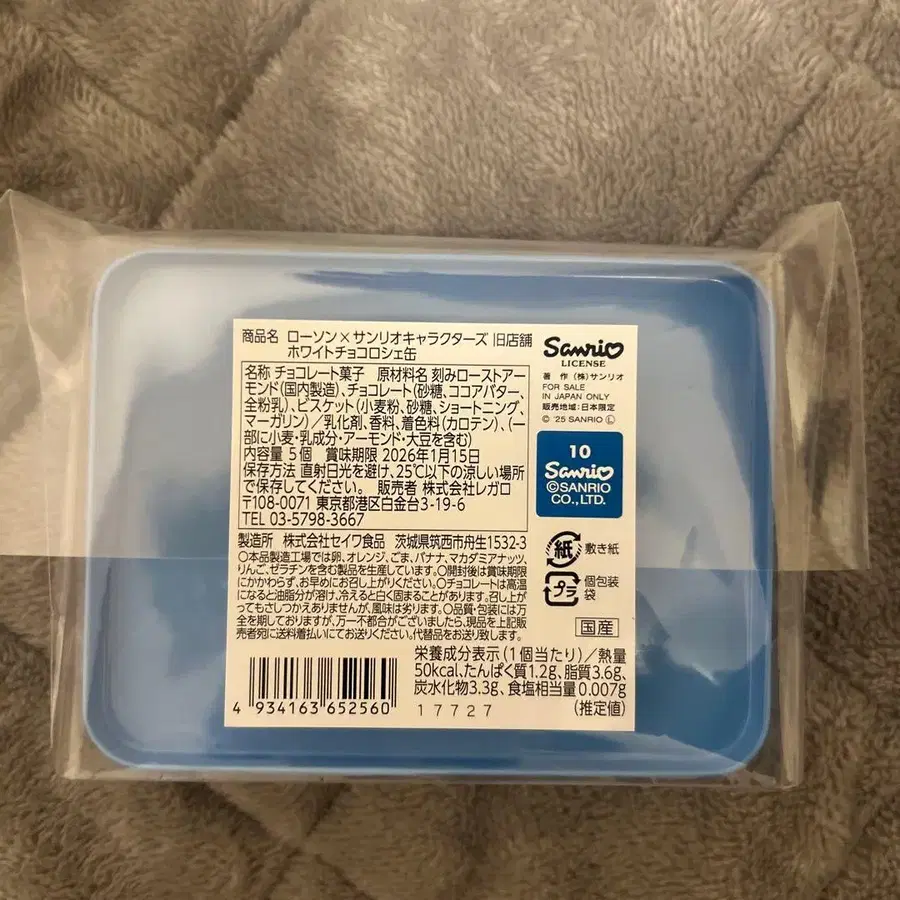 商品名 ローソン×サンリオキャラクターズ 旧店舗
ホワイトチョコロシェ缶
名称 チョコレート菓子 原材料名 刻みローストアー
モンド(国内製造)、チョコレート(砂糖、ココアバター、
全粉乳)、ビスケット(小麦粉、砂糖、ショートニング、
マーガリン)/乳化剤、香料、着色料(カロテン)、(一
部に小麦・乳成分・アーモンド・大豆を含む)
内容量 5個 賞味期限 2026年1月15日
保存方法 直射日光を避け、25℃以下の涼しい場所
で保存してください。 販売者 株式会社レガロ
〒108-0071 東京都港区白金台3-19-6
TEL 03-5798-3667
製造所 株式会社セイワ食品 茨城県筑西市舟生1532-3
○本品製造工場では卵、オレンジ、ごま、バナナ、マカダミアナッツ、
りんご、ゼラチンを含む製品を生産しています。○開封後は賞味期限
にかかわらず、お早めにお召し上がりください。○チョコレートは高温
になると油脂分が溶け、冷えると白く固まることがあります。召し上が
ってもさしつかえありませんが、風味は劣ります。○品質・包装には万
全を期しておりますが、万一不都合がございましたら、現品を上記販
売者宛に送料着払いにてお送りください。代替品をお送り致します。
栄養成分表示(1個当たり)/熱量
50kcal、たんぱく質1.2g、脂質3.6g、
炭水化物3.3g、食塩相当量0.007g
(推定値)
4 934163 652560
17727
Sanrio
LICENSE
著 作 (株)サンリオ
FOR SALE
IN JAPAN ONLY
販売地域:日本限定
© '25 SANRIO Ⓛ
10
Sanrio
©SANRIO
CO.,LTD.
紙 敷き紙
プラ 個包装
袋
国産